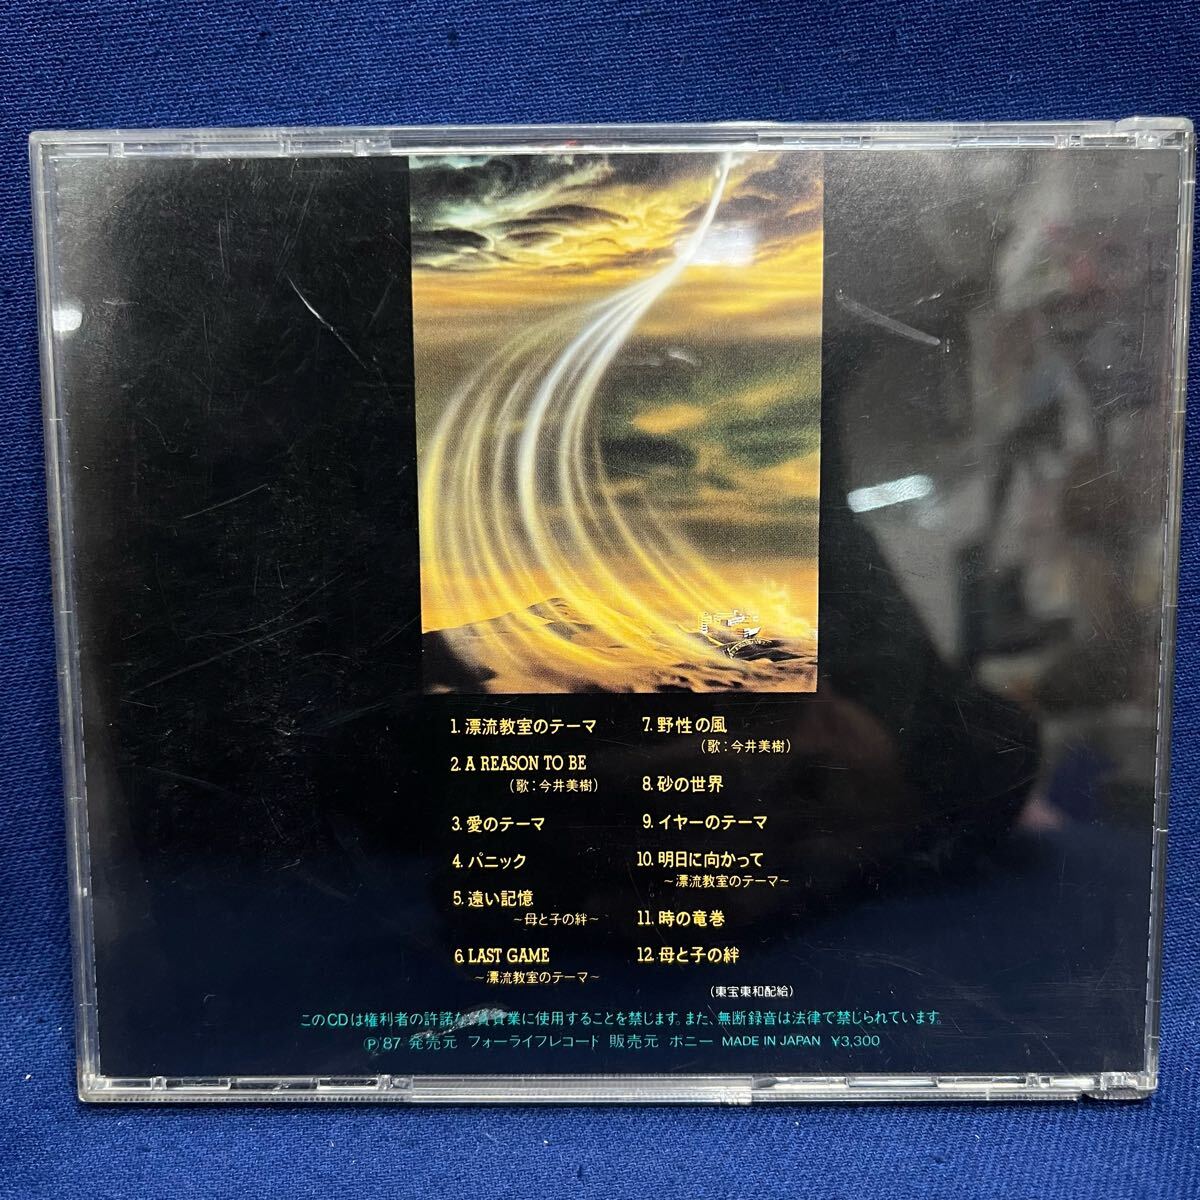 1. 漂流教室のテーマ
2. A REASON TO BE
（歌：今井美樹）
3. 愛のテーマ
4. パニック
5. 遠い記憶
～母と子の絆～
6. LAST GAME
～漂流教室のテーマ～
7. 野性の風
（歌：今井美樹）
8. 砂の世界
9. イヤーのテーマ
10. 明日に向かって
～漂流教室のテーマ～
11. 時の竜巻
12. 母と子の絆
（東宝東和配給）
このCDは権利者の許諾なく賃貸業に使用することを禁じます。また、無断録音は法律で禁じられています。
Ⓟ'87 発売元 フォーライフレコード 販売元 ポニー MADE IN JAPAN ¥3,300